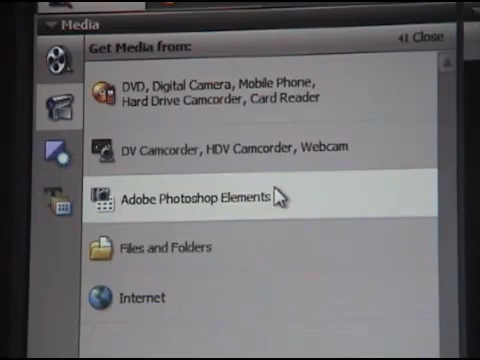 Media
Get Media from:
Close
DVD, Digital Camera, Mobile Phone,
Hard Drive Camcorder, Card Reader
DV Camcorder, HDV Camcorder, Webcam
Adobe Photoshop Elements
Files and Folders
Internet